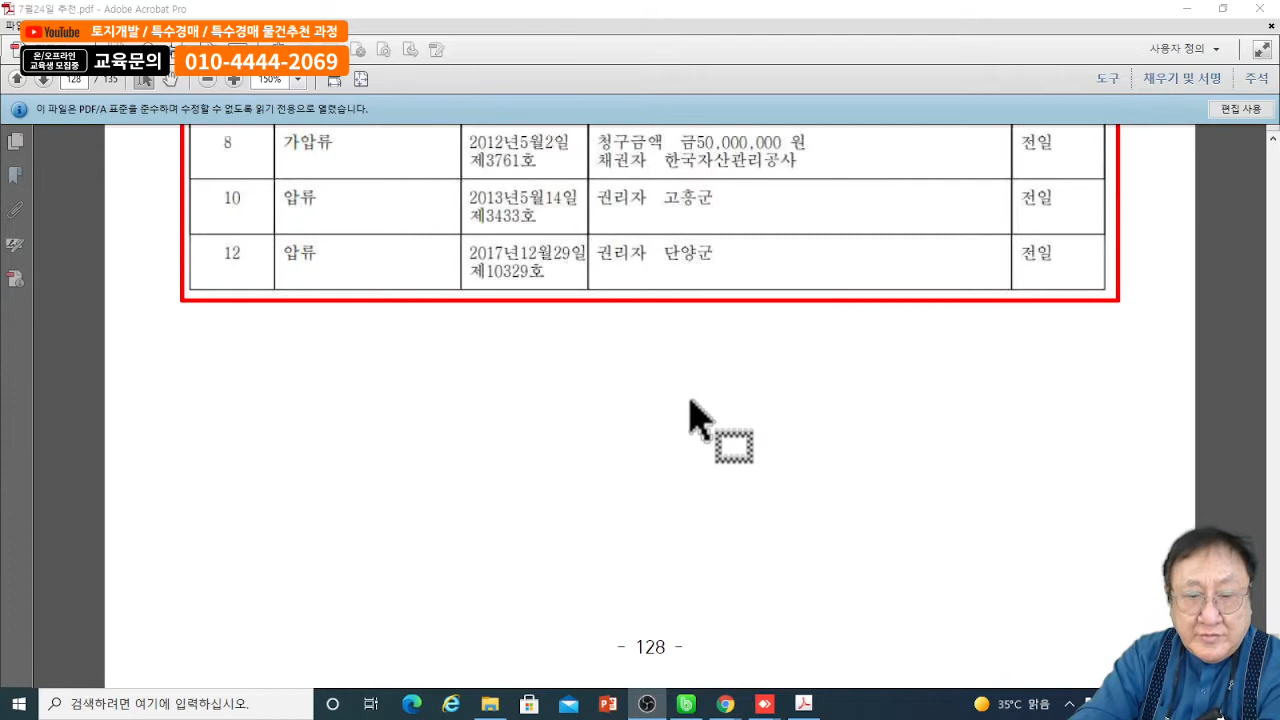 7월24일 추천.pdf - Adobe Acrobat Pro
YouTube 토지개발 / 특수경매 / 특수경매 물건추천 과정
온/오프라인 교육생 모집중 교육문의 010-4444-2069
사용자 정의
128 / 135 150% 도구 채우기 및 서명 주석
이 파일은 PDF/A 표준을 준수하며 수정할 수 없도록 읽기 전용으로 열렸습니다. 편집 사용
8 가압류 2012년5월2일 청구금액 금50,000,000 원 전일
제3761호 채권자 한국자산관리공사
10 압류 2013년5월14일 권리자 고흥군 전일
제3433호
12 압류 2017년12월29일 권리자 단양군 전일
제10329호
- 128 -
검색하려면 여기에 입력하십시오. 35℃ 맑음